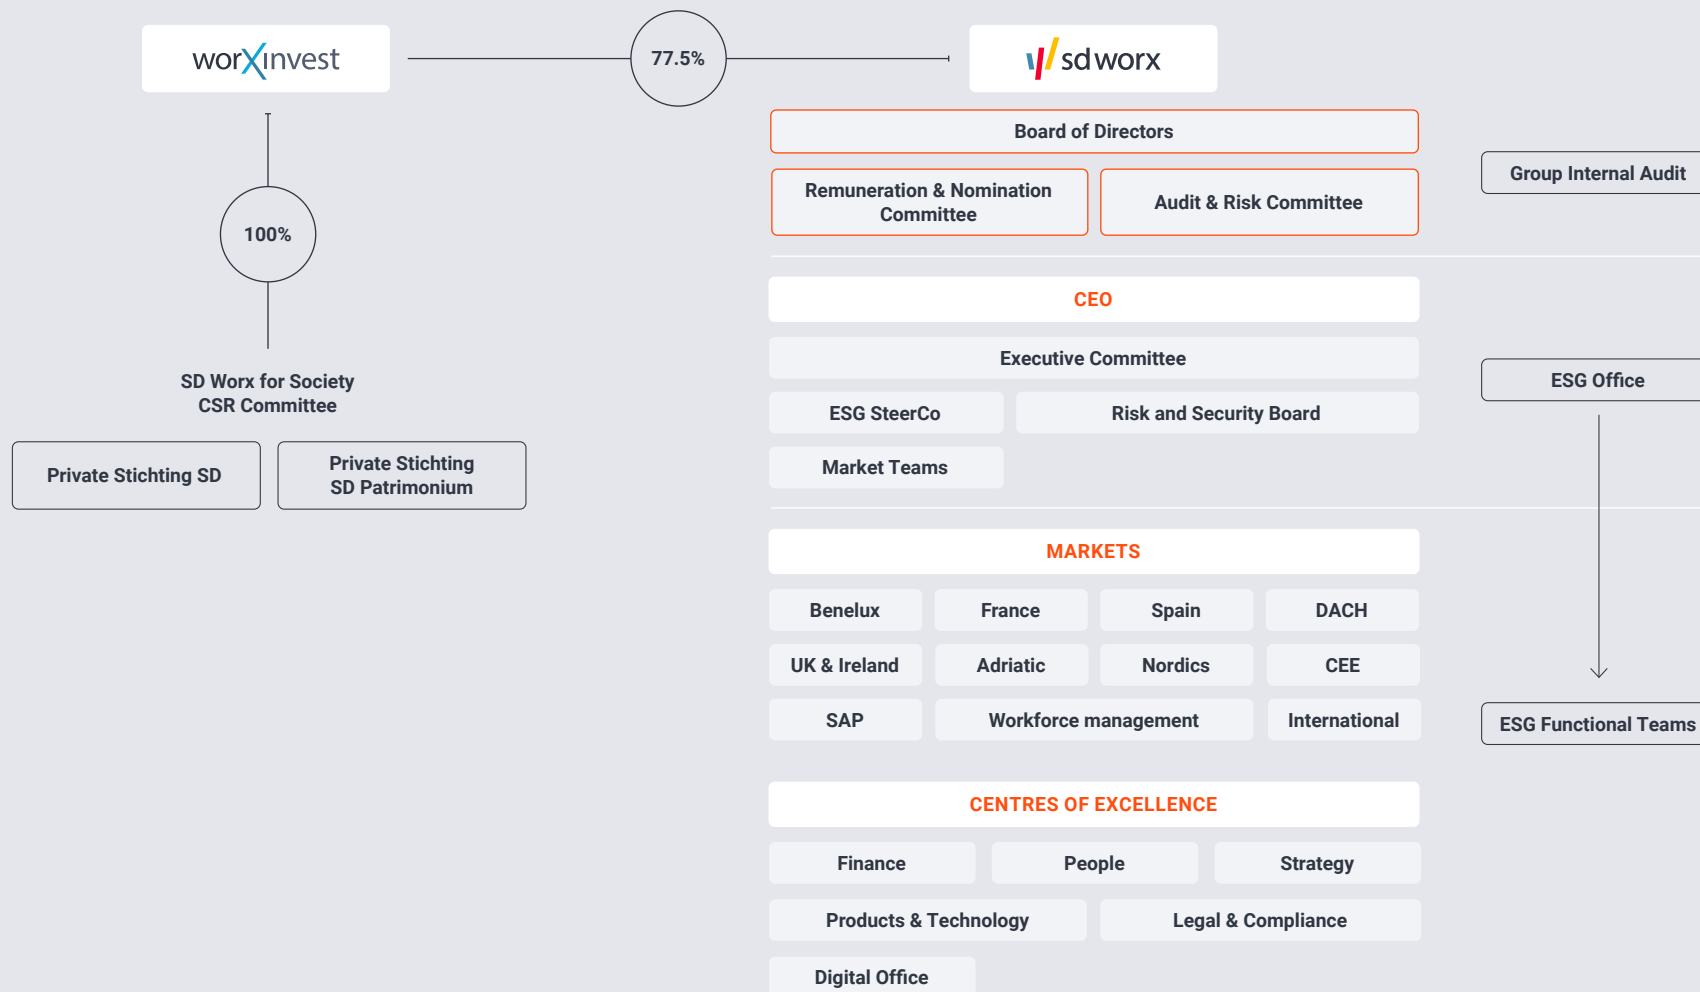 worXinvest
77.5%
sd worx
100%
SD Worx for Society
CSR Committee
Private Stichting SD
Private Stichting
SD Patrimonium
Board of Directors
Remuneration & Nomination
Committee
Audit & Risk Committee
Group Internal Audit
CEO
Executive Committee
ESG SteerCo
Risk and Security Board
Market Teams
ESG Office
MARKETS
Benelux
France
Spain
DACH
UK & Ireland
Adriatic
Nordics
CEE
SAP
Workforce management
International
ESG Functional Teams
CENTRES OF EXCELLENCE
Finance
People
Strategy
Products & Technology
Legal & Compliance
Digital Office